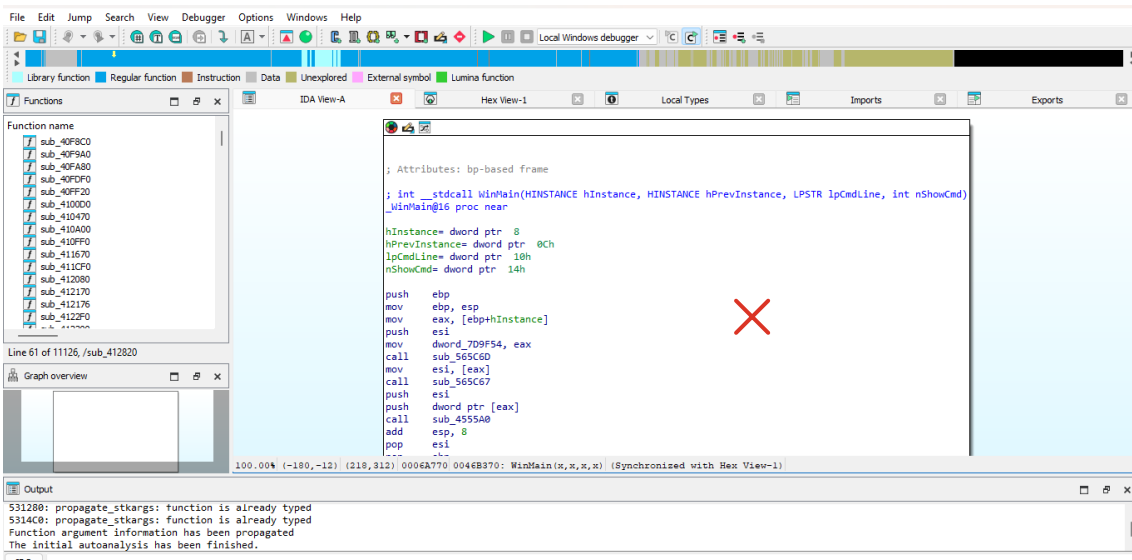 File Edit Jump Search View Debugger Options Windows Help
Local Windows debugger
Library function Regular function Instruction Data Unexplored External symbol Lumina function
Functions
IDA View-A Hex View-1 Local Types Imports Exports
Function name
f sub_40F8C0
f sub_40F9A0
f sub_40FA80
f sub_40FDF0
f sub_40FF20
f sub_4100D0
f sub_410470
f sub_410A00
f sub_410FF0
f sub_411670
f sub_411CF0
f sub_412080
f sub_412170
f sub_412176
f sub_4122F0
Line 61 of 11126, /sub_412820
Graph overview
; Attributes: bp-based frame
; int __stdcall WinMain(HINSTANCE hInstance, HINSTANCE hPrevInstance, LPSTR lpCmdLine, int nShowCmd)
_WinMain@16 proc near
hInstance= dword ptr 8
hPrevInstance= dword ptr 0Ch
lpCmdLine= dword ptr 10h
nShowCmd= dword ptr 14h
push ebp
mov ebp, esp
mov eax, [ebp+hInstance]
push esi
mov dword_7D9F54, eax
call sub_565C6D
mov esi, [eax]
call sub_565C67
push esi
push dword ptr [eax]
call sub_4555A0
add esp, 8
pop esi
100.00% (-180,-12) (218,312) 0006A770 0046B370: WinMain(x,x,x,x) (Synchronized with Hex View-1)
Output
531280: propagate_stkargs: function is already typed
5314C0: propagate_stkargs: function is already typed
Function argument information has been propagated
The initial autoanalysis has been finished.